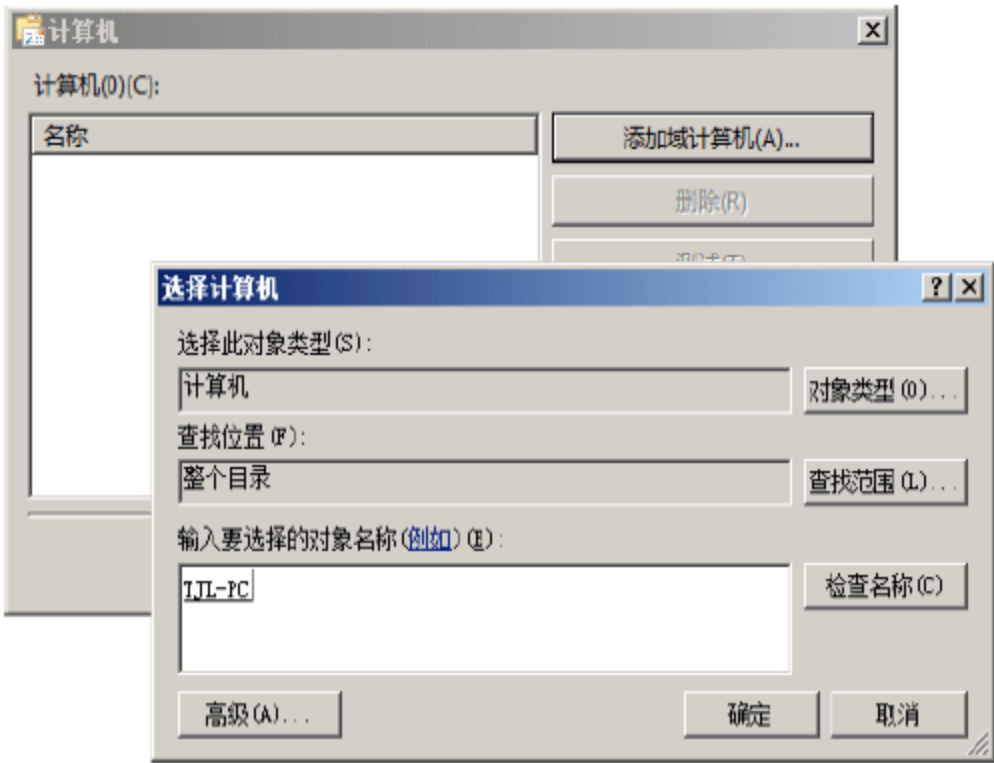 计算机
计算机(0)(C):
名称
添加域计算机(A)...
删除(R)
选择计算机
选择此对象类型(S):
计算机
对象类型(O)...
查找位置(F):
整个目录
查找范围(L)...
输入要选择的对象名称(例如)(E):
TJL-PC
检查名称(C)
高级(A)...
确定
取消